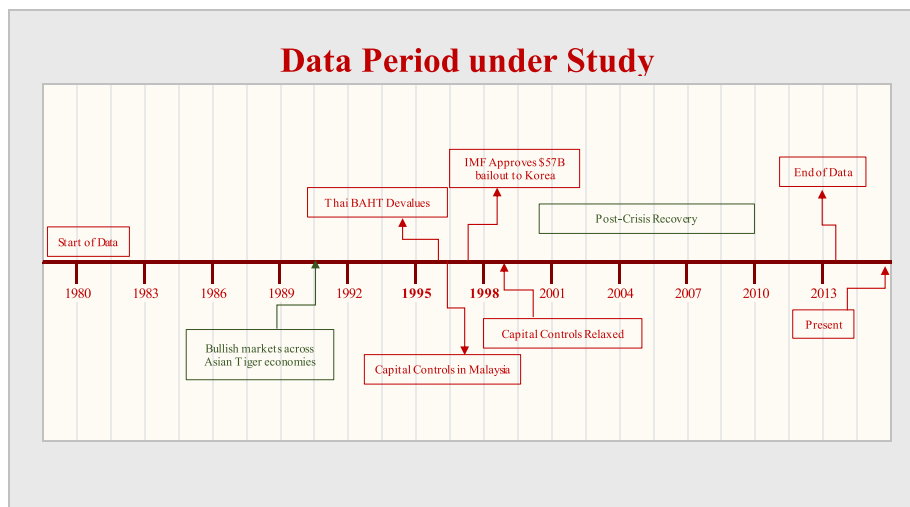 Data Period under Study
IMF Approves $57B
bailout to Korea
End of Data
Thai BAHT Devalues
Post-Crisis Recovery
Start of Data
1980 1983 1986 1989 1992 1995 1998 2001 2004 2007 2010 2013
Present
Capital Controls Relaxed
Bullish markets across
Asian Tiger economies
Capital Controls in Malaysia